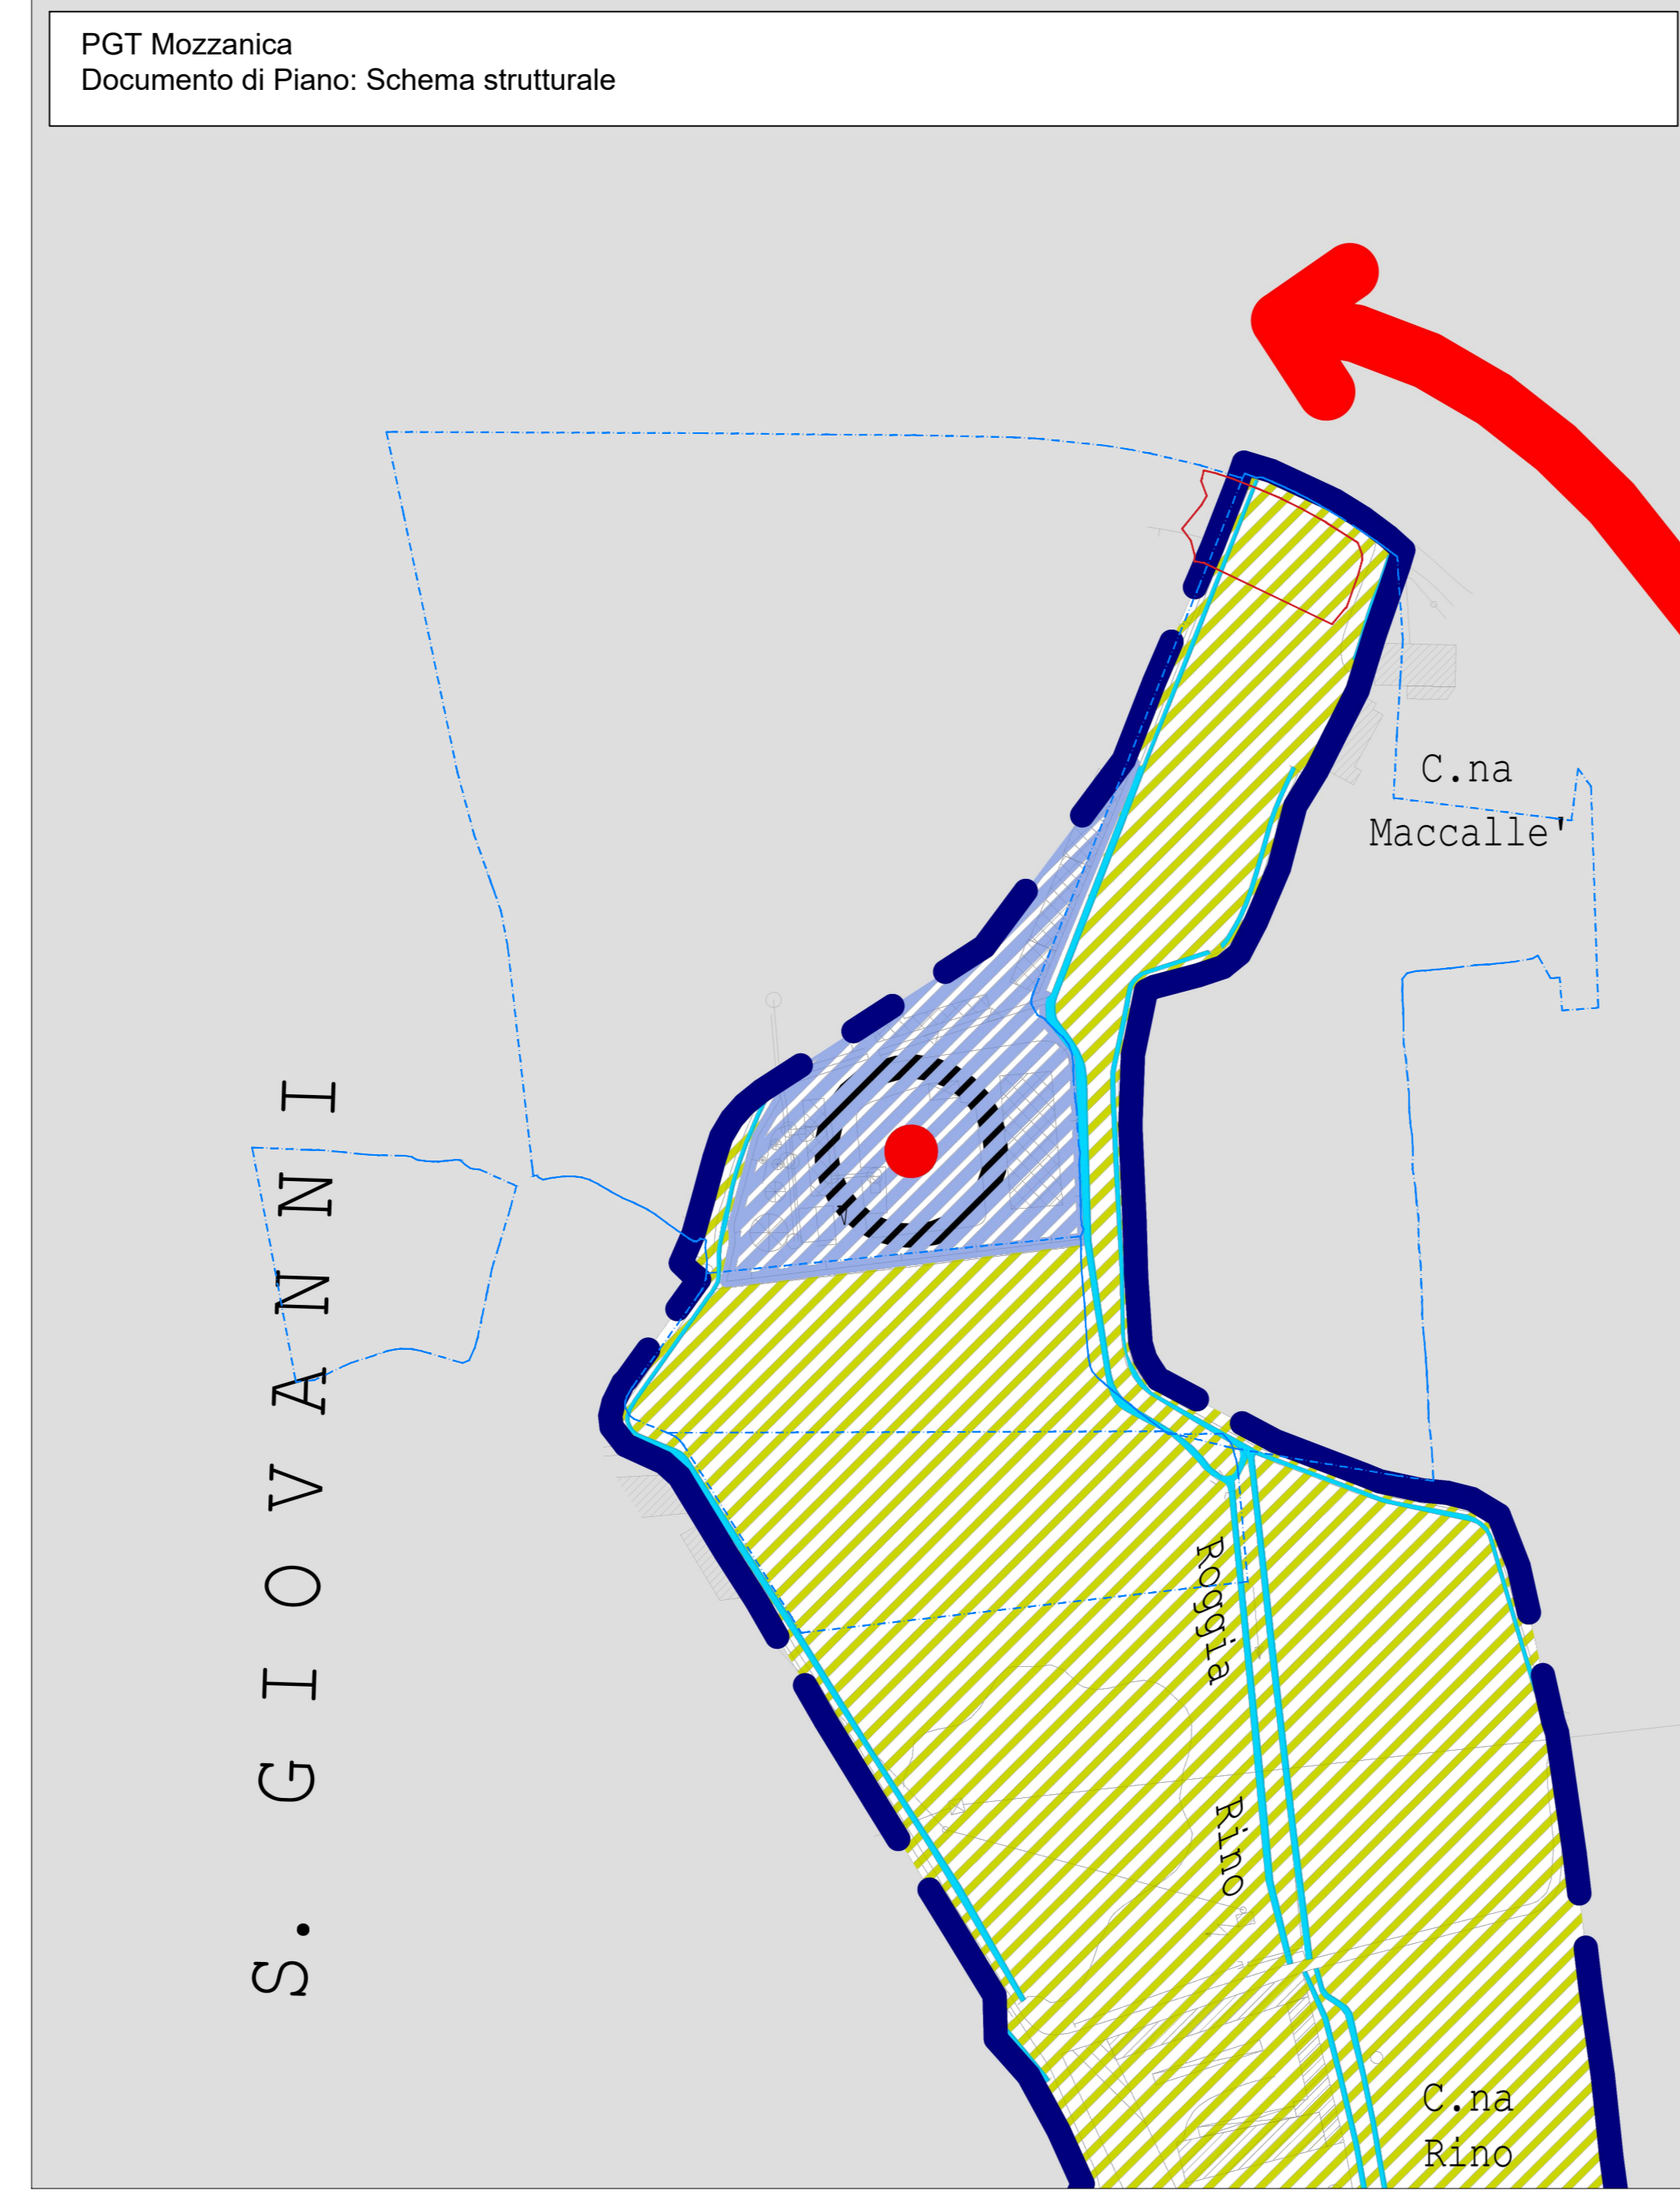 PGT Mozzanica
Documento di Piano: Schema strutturale
C.na
Maccalle'
S. GIOVANNI
Roggia
Rino
C.na
Rino